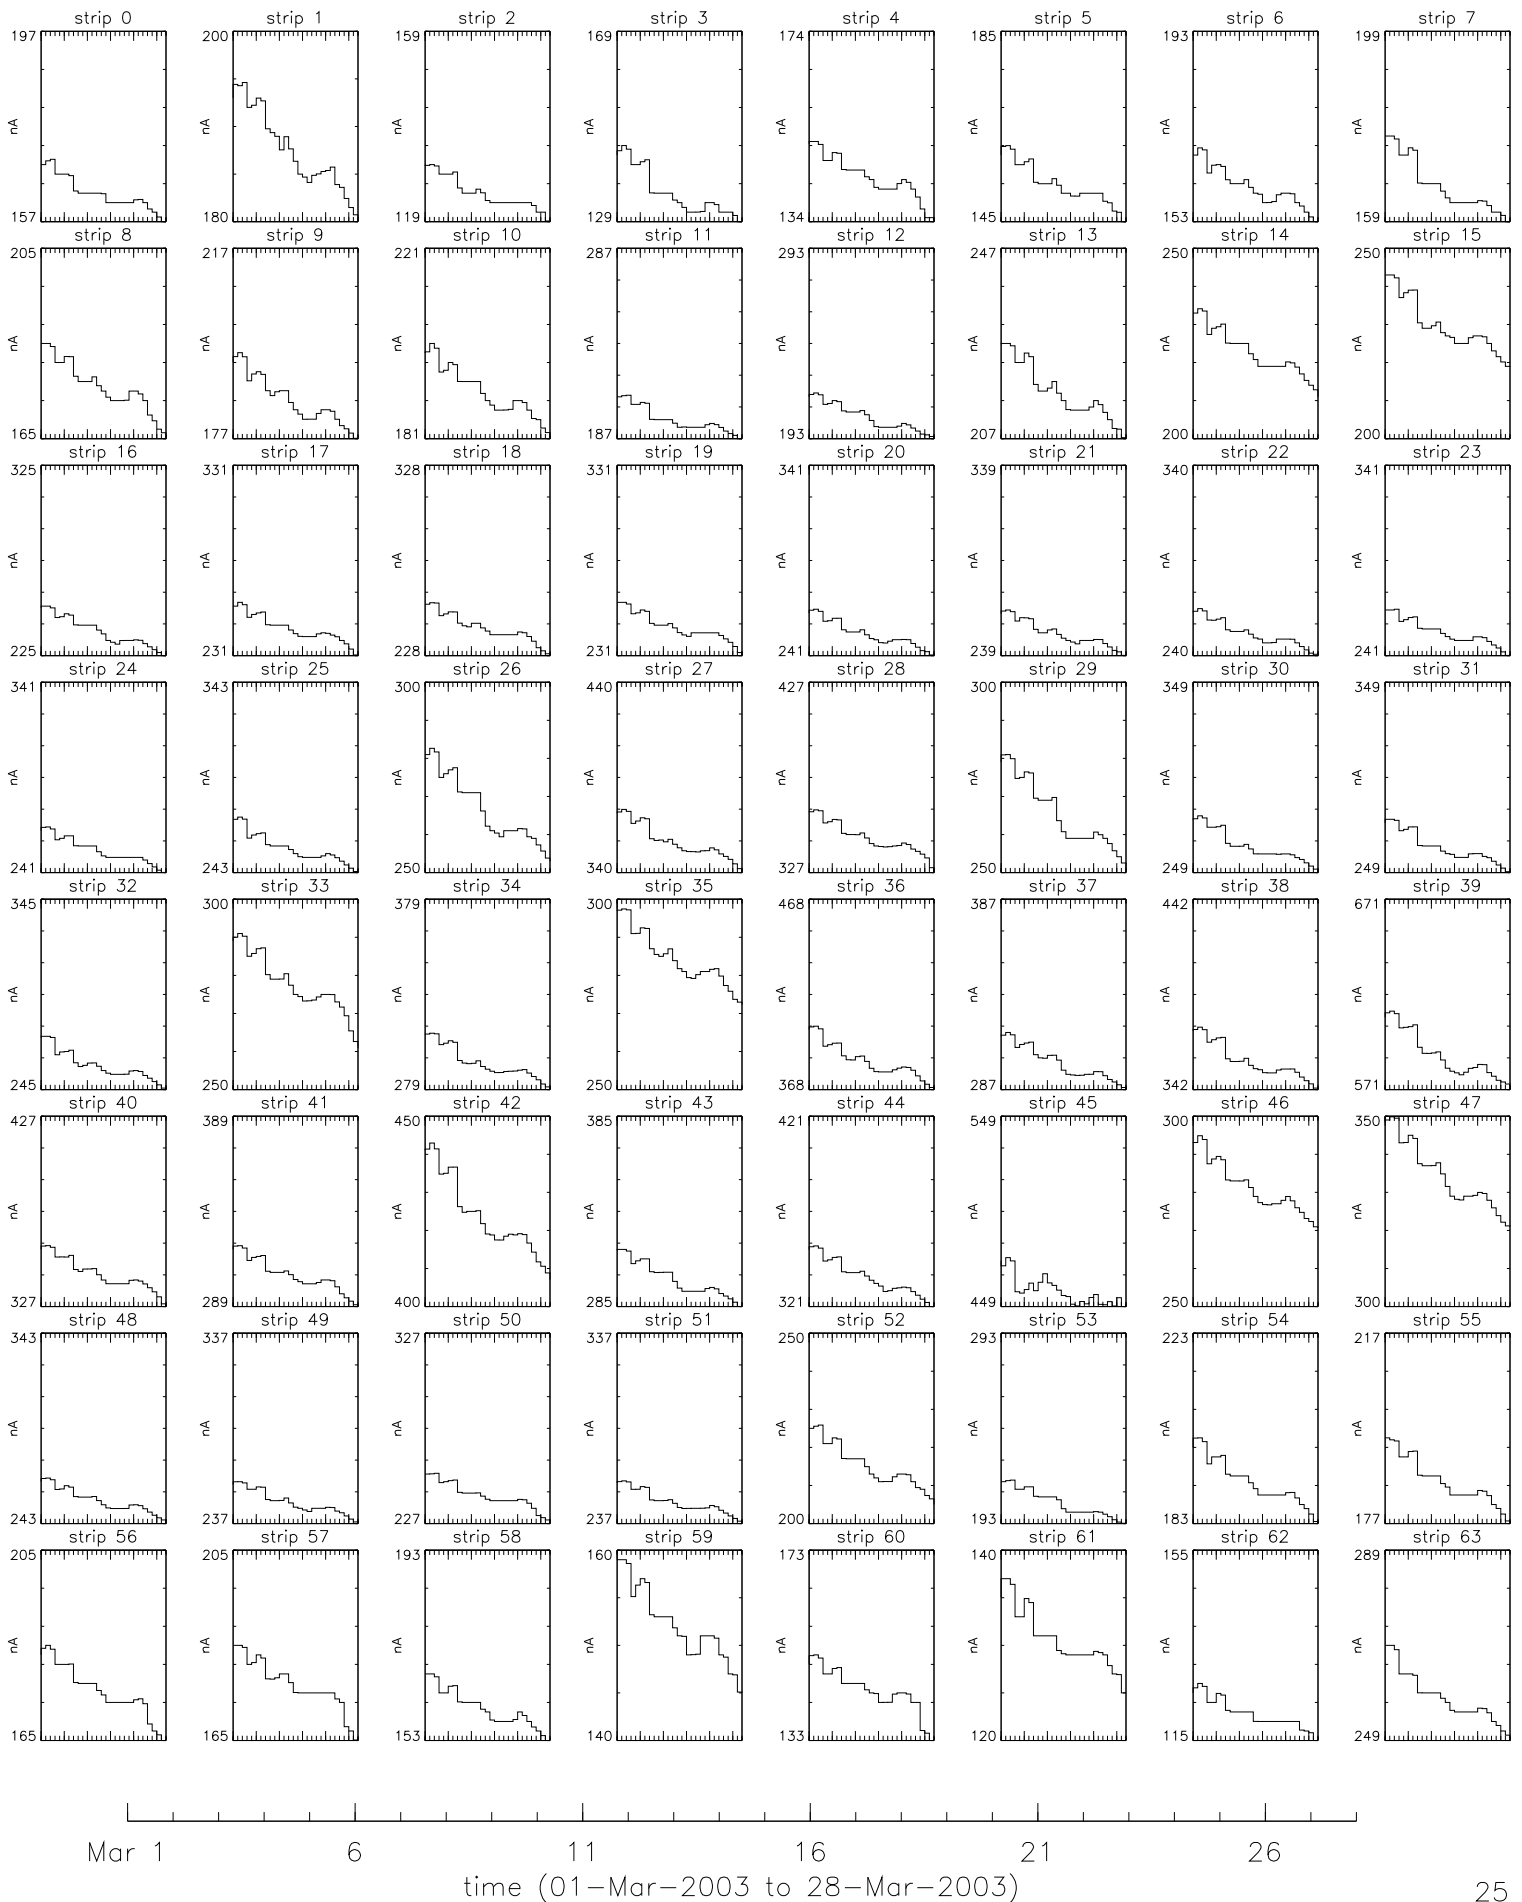 strip 0 strip 1 strip 2 strip 3 strip 4 strip 5 strip 6 strip 7
197 200 159 169 174 185 193 199
nA nA nA nA nA nA nA nA
157 180 119 129 134 145 153 159
strip 8 strip 9 strip 10 strip 11 strip 12 strip 13 strip 14 strip 15
205 217 221 287 293 247 250 250
nA nA nA nA nA nA nA nA
165 177 181 187 193 207 200 200
strip 16 strip 17 strip 18 strip 19 strip 20 strip 21 strip 22 strip 23
325 331 328 331 341 339 340 341
nA nA nA nA nA nA nA nA
225 231 228 231 241 239 240 241
strip 24 strip 25 strip 26 strip 27 strip 28 strip 29 strip 30 strip 31
341 343 300 440 427 300 349 349
nA nA nA nA nA nA nA nA
241 243 250 340 327 250 249 249
strip 32 strip 33 strip 34 strip 35 strip 36 strip 37 strip 38 strip 39
345 300 379 300 468 387 442 671
nA nA nA nA nA nA nA nA
245 250 279 250 368 287 342 571
strip 40 strip 41 strip 42 strip 43 strip 44 strip 45 strip 46 strip 47
427 389 450 385 421 549 300 350
nA nA nA nA nA nA nA nA
327 289 400 285 321 449 250 300
strip 48 strip 49 strip 50 strip 51 strip 52 strip 53 strip 54 strip 55
343 337 327 337 250 293 223 217
nA nA nA nA nA nA nA nA
243 237 227 237 200 193 183 177
strip 56 strip 57 strip 58 strip 59 strip 60 strip 61 strip 62 strip 63
205 205 193 160 173 140 155 289
nA nA nA nA nA nA nA nA
165 165 153 140 133 120 115 249
Mar 1 6 11 16 21 26
time (01-Mar-2003 to 28-Mar-2003)
25